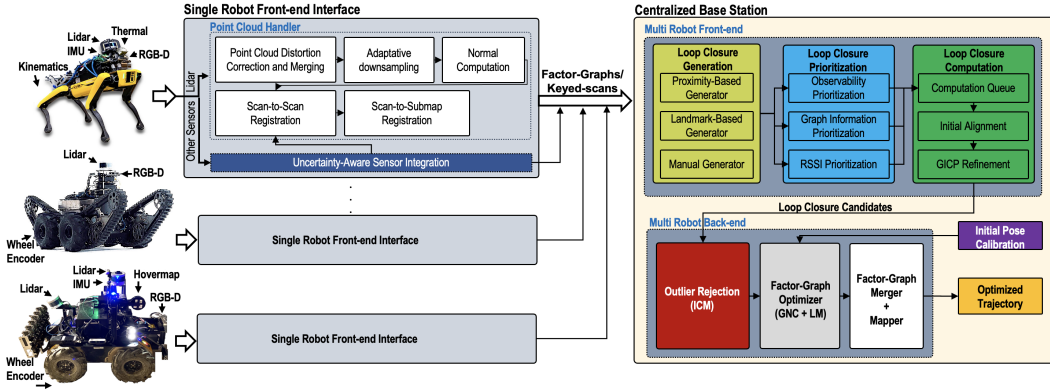 Single Robot Front-end Interface
Point Cloud Handler
Lidar
Thermal
IMU
RGB-D
Kinematics
Lidar
Other Sensors
Point Cloud Distortion
Correction and Merging
Adaptative
downsampling
Normal
Computation
Scan-to-Scan
Registration
Scan-to-Submap
Registration
Uncertainty-Aware Sensor Integration
Factor-Graphs/
Keyed-scans
Lidar
RGB-D
Wheel
Encoder
Single Robot Front-end Interface
Lidar
IMU
Hovermap
Lidar
RGB-D
Wheel
Encoder
Single Robot Front-end Interface
Centralized Base Station
Multi Robot Front-end
Loop Closure
Generation
Proximity-Based
Generator
Landmark-Based
Generator
Manual Generator
Loop Closure
Prioritization
Observability
Prioritization
Graph Information
Prioritization
RSSI Prioritization
Loop Closure
Computation
Computation Queue
Initial Alignment
GICP Refinement
Loop Closure Candidates
Multi Robot Back-end
Outlier Rejection
(ICM)
Factor-Graph
Optimizer
(GNC + LM)
Factor-Graph
Merger
+
Mapper
Initial Pose
Calibration
Optimized
Trajectory